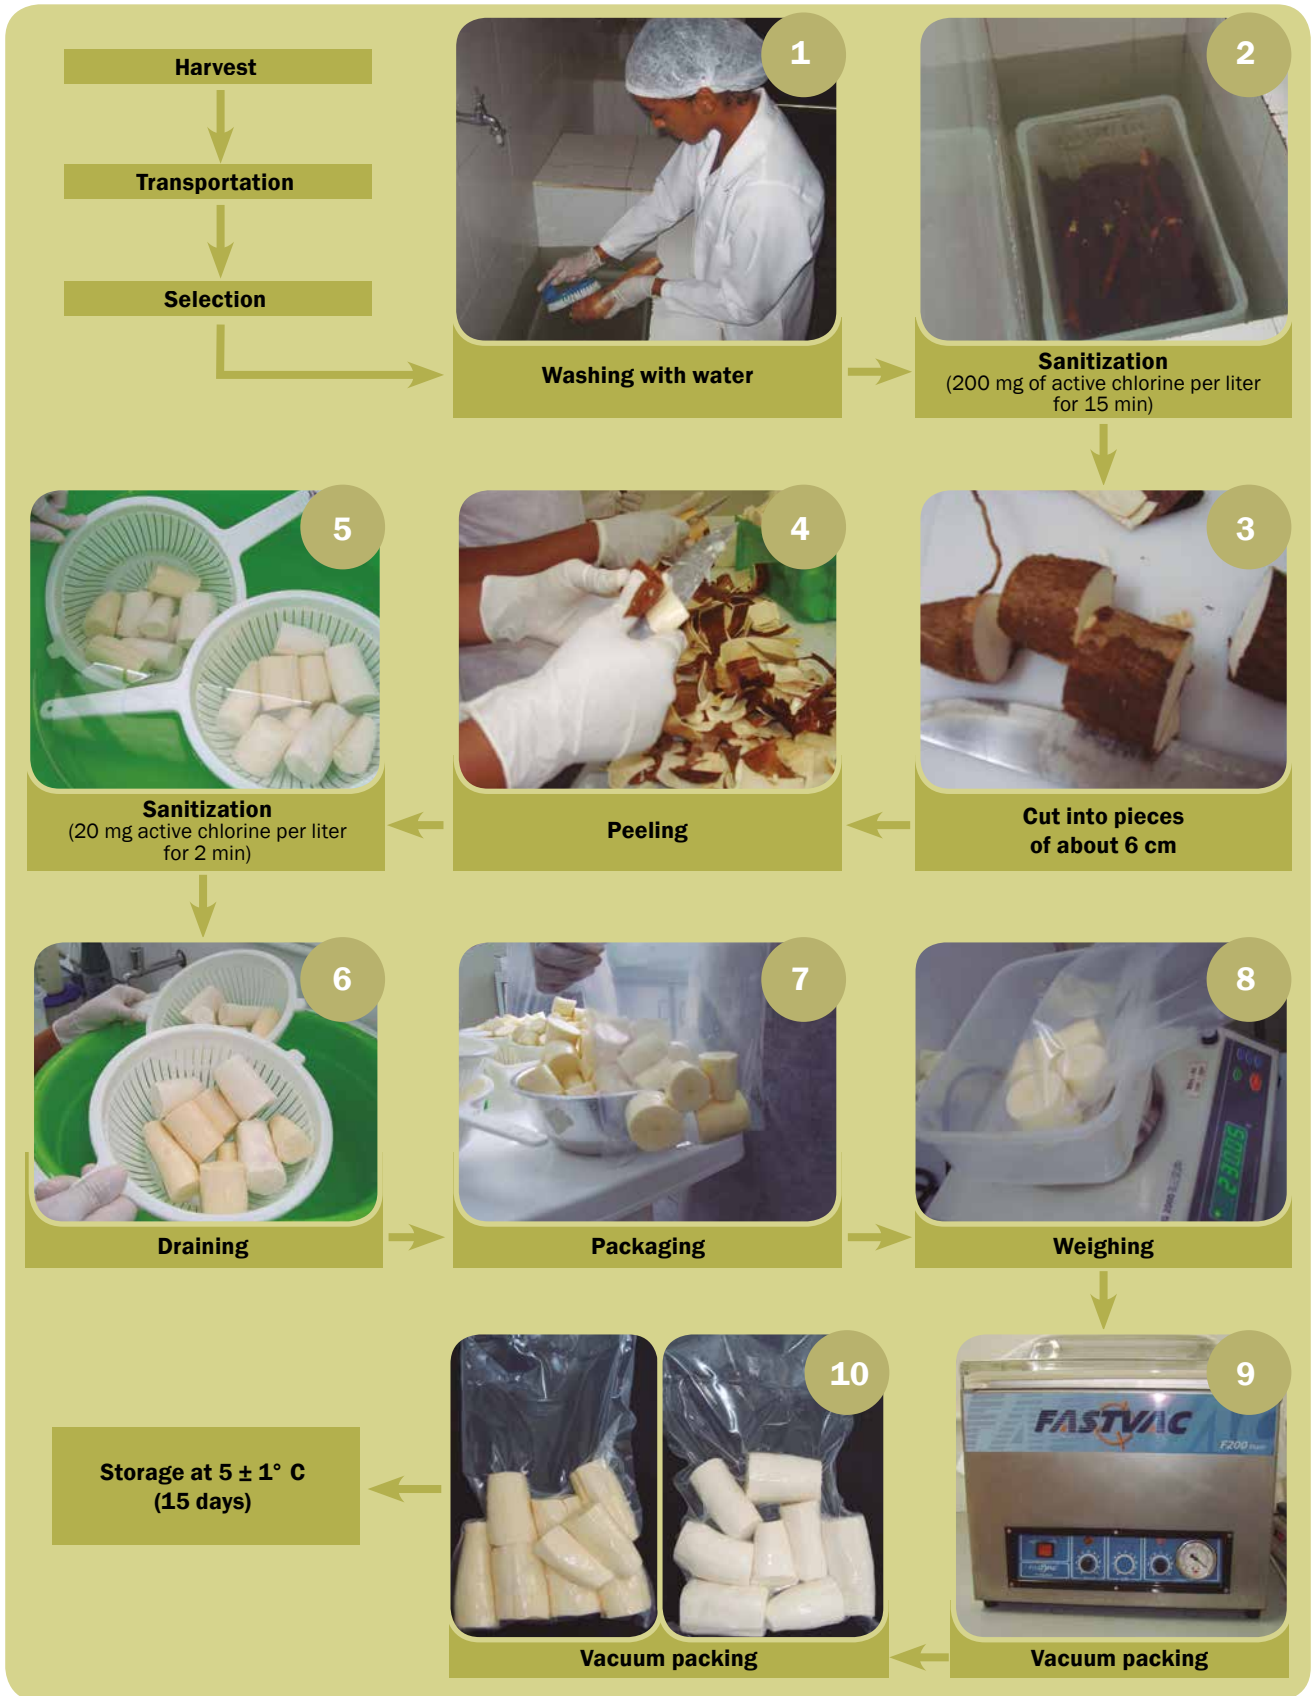 Harvest
Transportation
Selection
1
Washing with water
2
Sanitization
(200 mg of active chlorine per liter
for 15 min)
3
Cut into pieces
of about 6 cm
4
Peeling
5
Sanitization
(20 mg active chlorine per liter
for 2 min)
6
Draining
7
Packaging
8
Weighing
9
FASTVAC
F200
Vacuum packing
10
Vacuum packing
Storage at 5 ± 1° C
(15 days)